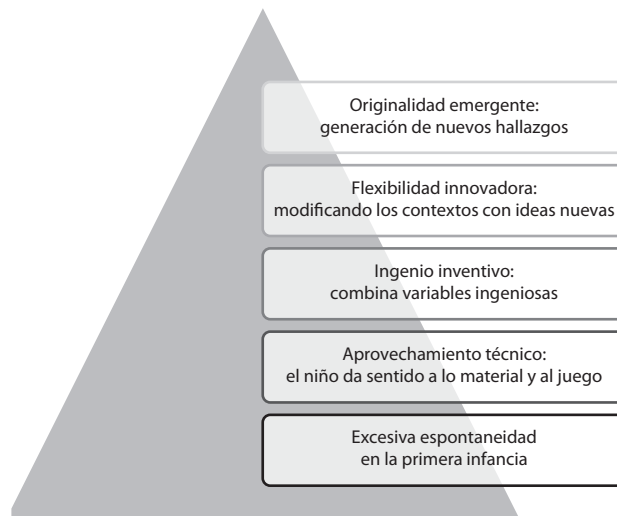 Originalidad emergente:
generación de nuevos hallazgos
Flexibilidad innovadora:
modificando los contextos con ideas nuevas
Ingenio inventivo:
combina variables ingeniosas
Aprovechamiento técnico:
el niño da sentido a lo material y al juego
Excesiva espontaneidad
en la primera infancia